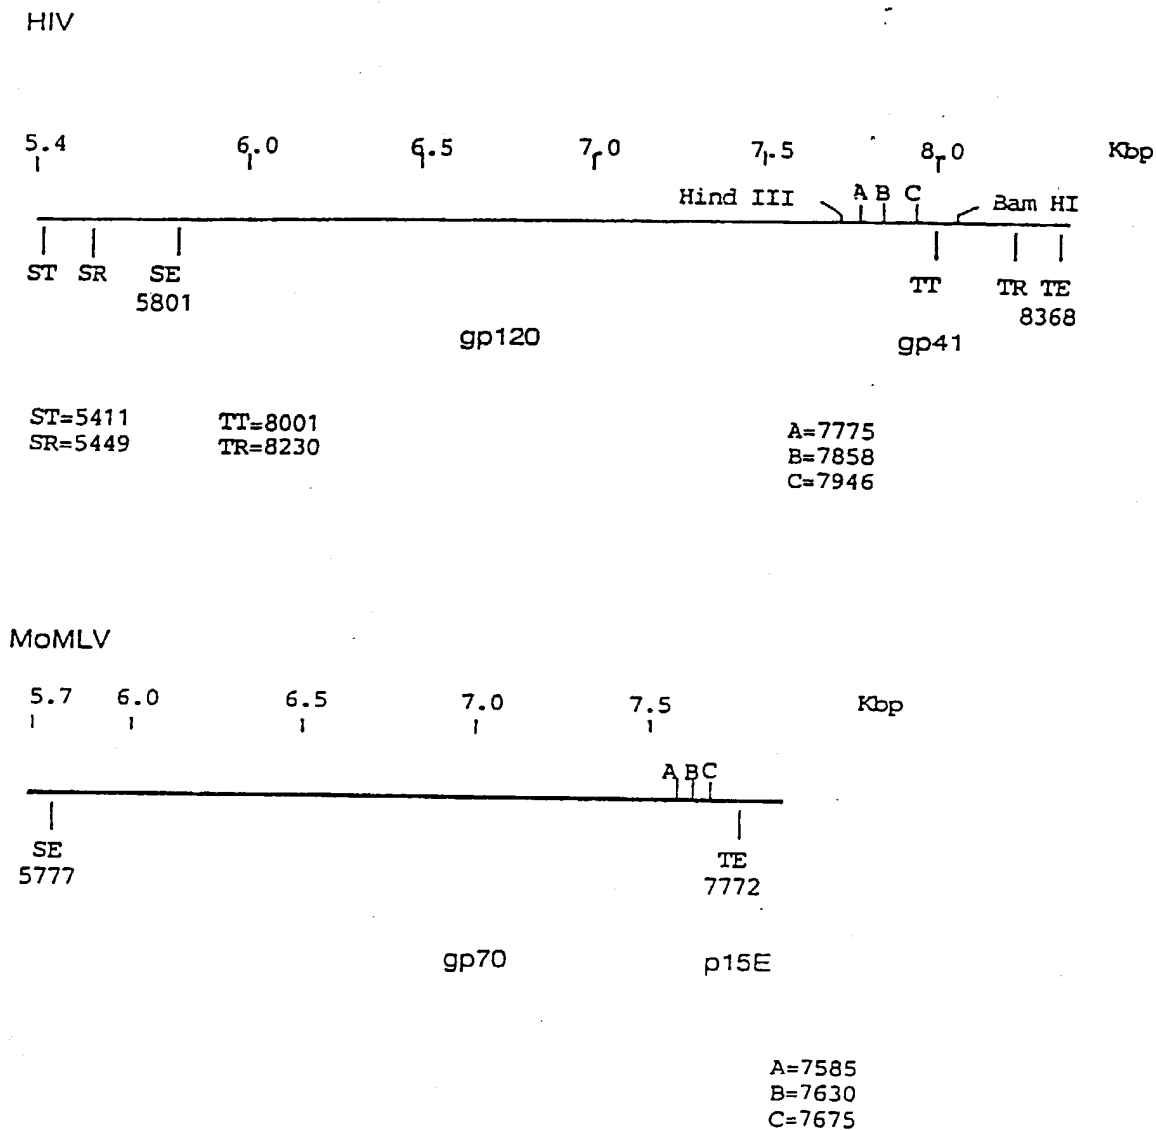 HIV
5.4 6.0 6.5 7.0 7.5 8.0 Kbp
Hind III A B C Bam HI
ST SR SE TT TR TE
5801 8368
gp120 gp41
ST=5411 TT=8001
SR=5449 TR=8230
A=7775
B=7858
C=7946
MoMLV
5.7 6.0 6.5 7.0 7.5 Kbp
A B C
SE TE
5777 7772
gp70 p15E
A=7585
B=7630
C=7675